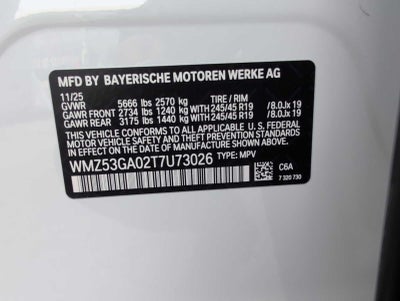 MFD BY BAYERISCHE MOTOREN WERKE AG
11/25
GVWR 5666 lbs 2570 kg TIRE / RIM
GAWR FRONT 2734 lbs 1240 kg 245/45 R19 /8.0Jx 19
GAWR REAR 3175 lbs 1440 kg 245/45 R19 /8.0Jx 19
THIS VEHICLE CONFORMS TO ALL APPLICABLE FEDERAL
MOTOR VEHICLE SAFETY, BUMPER, AND
THEFT PREVENTION STANDARDS IN EFFECT ON THE
DATE OF MANUFACTURE SHOWN ABOVE.
WMZ53GA02T7U73026
TYPE: MPV
C6A
7 320 730